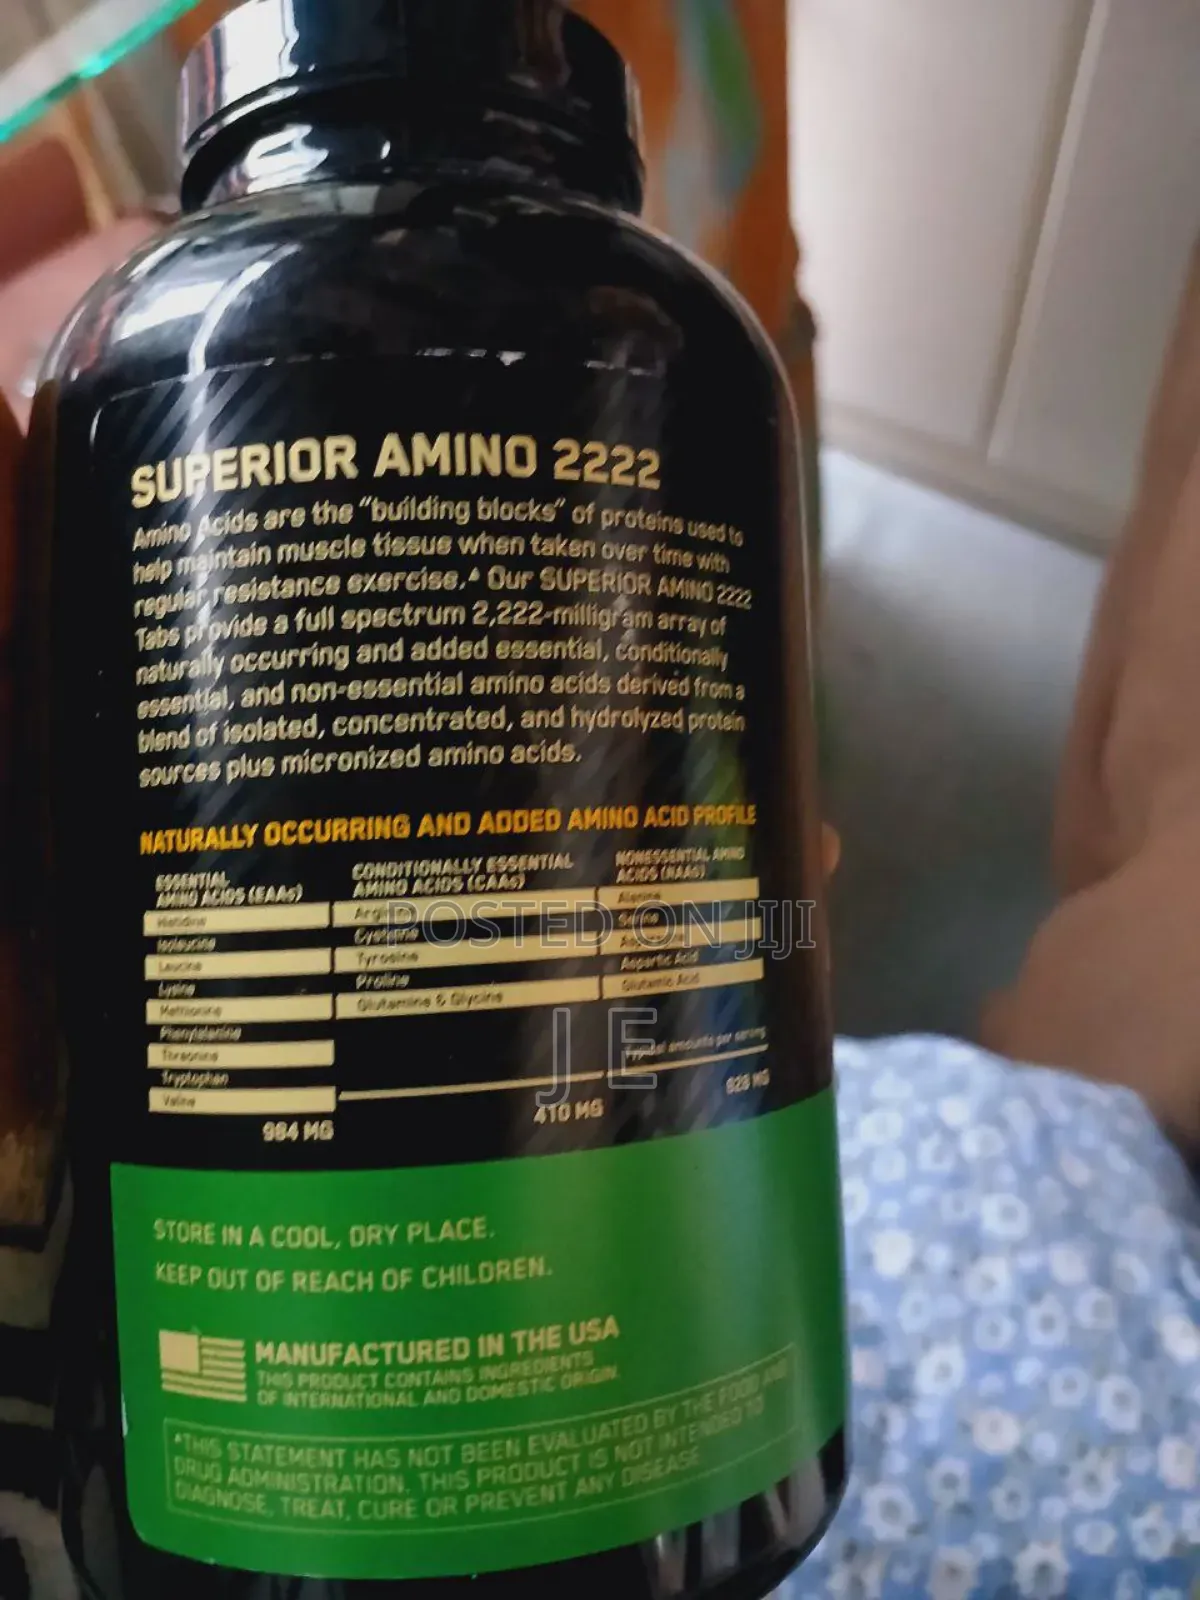 SUPERIOR AMINO 2222
Amino Acids are the "building blocks" of proteins used to
help maintain muscle tissue when taken over time with
regular resistance exercise.▲ Our SUPERIOR AMINO 2222
Tabs provide a full spectrum 2,222-milligram array of
naturally occurring and added essential, conditionally
essential, and non-essential amino acids derived from a
blend of isolated, concentrated, and hydrolyzed protein
sources plus micronized amino acids.
NATURALLY OCCURRING AND ADDED AMINO ACID PROFILE
ESSENTIAL
AMINO ACIDS (EAAs)
Histidine
Isoleucine
Leucine
Lysine
Methionine
Phenylalanine
Threonine
Tryptophan
Valine
984 MG
CONDITIONALLY ESSENTIAL
AMINO ACIDS (CAAs)
Arginine
Cysteine
Tyrosine
Proline
Glutamine & Glycine
410 MG
NONESSENTIAL AMINO
ACIDS (NAAs)
Alanine
Serine
Aspartic Acid
Glutamic Acid
Typical amounts per serving
828 MG
POSTED ON JIJI
J E
STORE IN A COOL, DRY PLACE.
KEEP OUT OF REACH OF CHILDREN.
MANUFACTURED IN THE USA
THIS PRODUCT CONTAINS INGREDIENTS
OF INTERNATIONAL AND DOMESTIC ORIGIN.
▲THIS STATEMENT HAS NOT BEEN EVALUATED BY THE FOOD AND
DRUG ADMINISTRATION. THIS PRODUCT IS NOT INTENDED TO
DIAGNOSE, TREAT, CURE OR PREVENT ANY DISEASE.